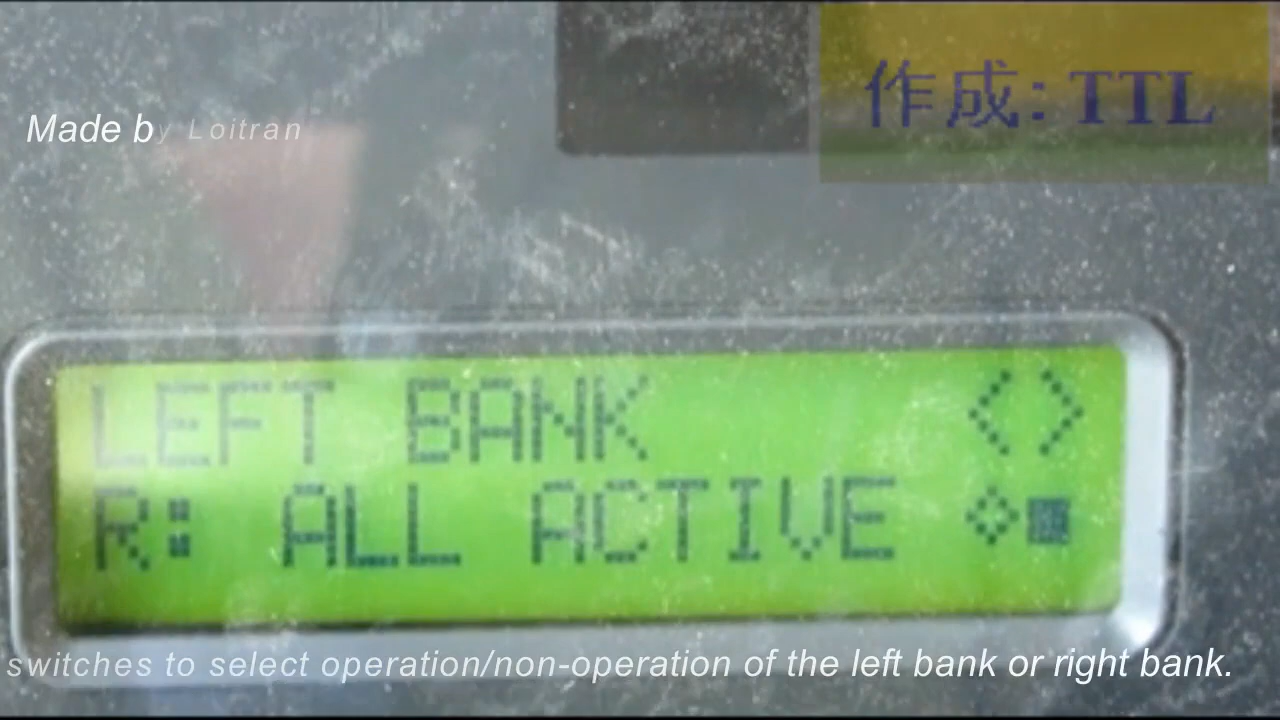 作成: TTL
Made by Loitran
LEFT BANK <>
R: ALL ACTIVE
switches to select operation/non-operation of the left bank or right bank.